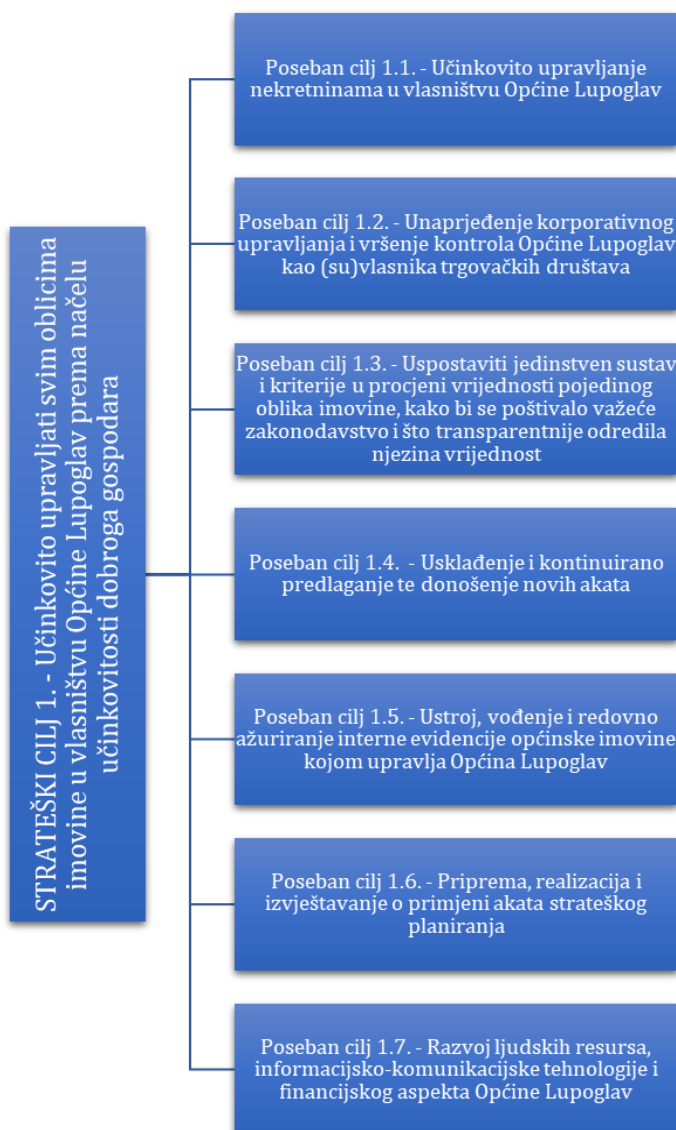 STRATEŠKI CILJ 1. - Učinkovito upravljati svim oblicima
imovine u vlasništvu Općine Lupoglav prema načelu
učinkovitosti dobroga gospodara
Poseban cilj 1.1. - Učinkovito upravljanje
nekretninama u vlasništvu Općine Lupoglav
Poseban cilj 1.2. - Unaprjeđenje korporativnog
upravljanja i vršenje kontrola Općine Lupoglav
kao (su)vlasnika trgovačkih društava
Poseban cilj 1.3. - Uspostaviti jedinstven sustav
i kriterije u procjeni vrijednosti pojedinog
oblika imovine, kako bi se poštivalo važeće
zakonodavstvo i što transparentnije odredila
njezina vrijednost
Poseban cilj 1.4. - Usklađenje i kontinuirano
predlaganje te donošenje novih akata
Poseban cilj 1.5. - Ustroj, vođenje i redovno
ažuriranje interne evidencije općinske imovine
kojom upravlja Općina Lupoglav
Poseban cilj 1.6. - Priprema, realizacija i
izvještavanje o primjeni akata strateškog
planiranja
Poseban cilj 1.7. - Razvoj ljudskih resursa,
informacijsko-komunikacijske tehnologije i
financijskog aspekta Općine Lupoglav